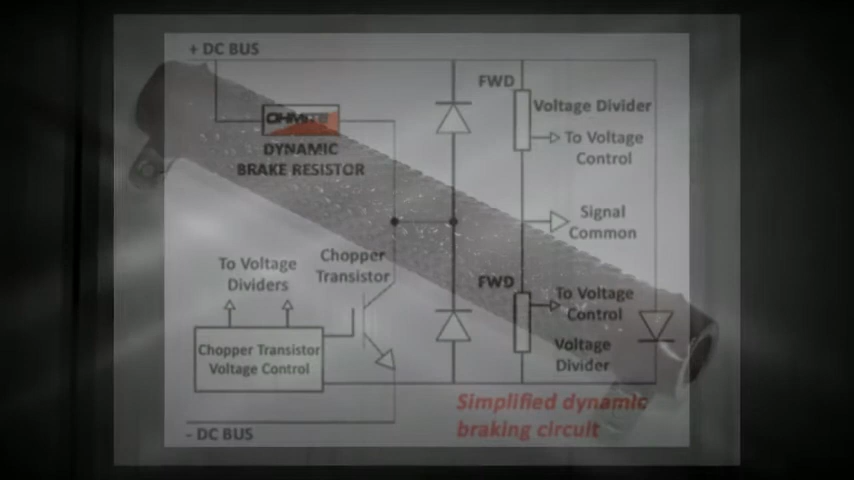 + DC BUS
FWD
Voltage Divider
OHMITE
To Voltage
Control
DYNAMIC
BRAKE RESISTOR
Signal
Common
Chopper
Transistor
To Voltage
Dividers
FWD
To Voltage
Control
Chopper Transistor
Voltage Control
Voltage
Divider
Simplified dynamic
braking circuit
- DC BUS